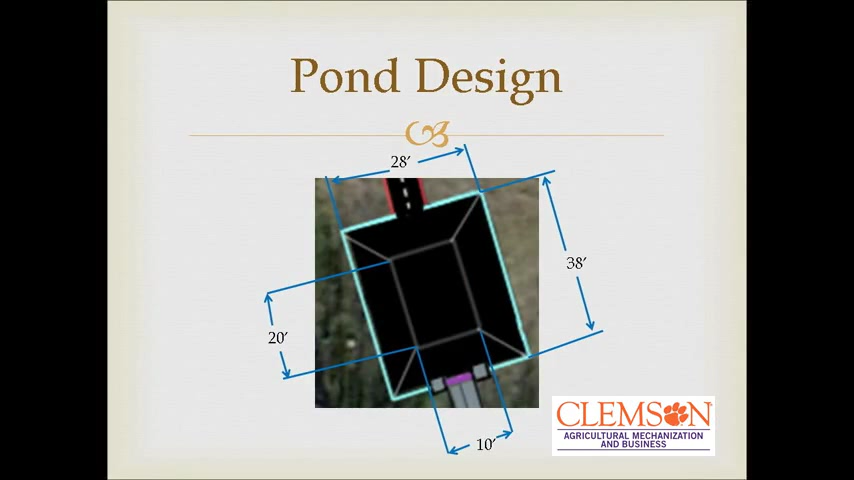 Pond Design
28′
38′
20′
10′
CLEMSON
AGRICULTURAL MECHANIZATION
AND BUSINESS